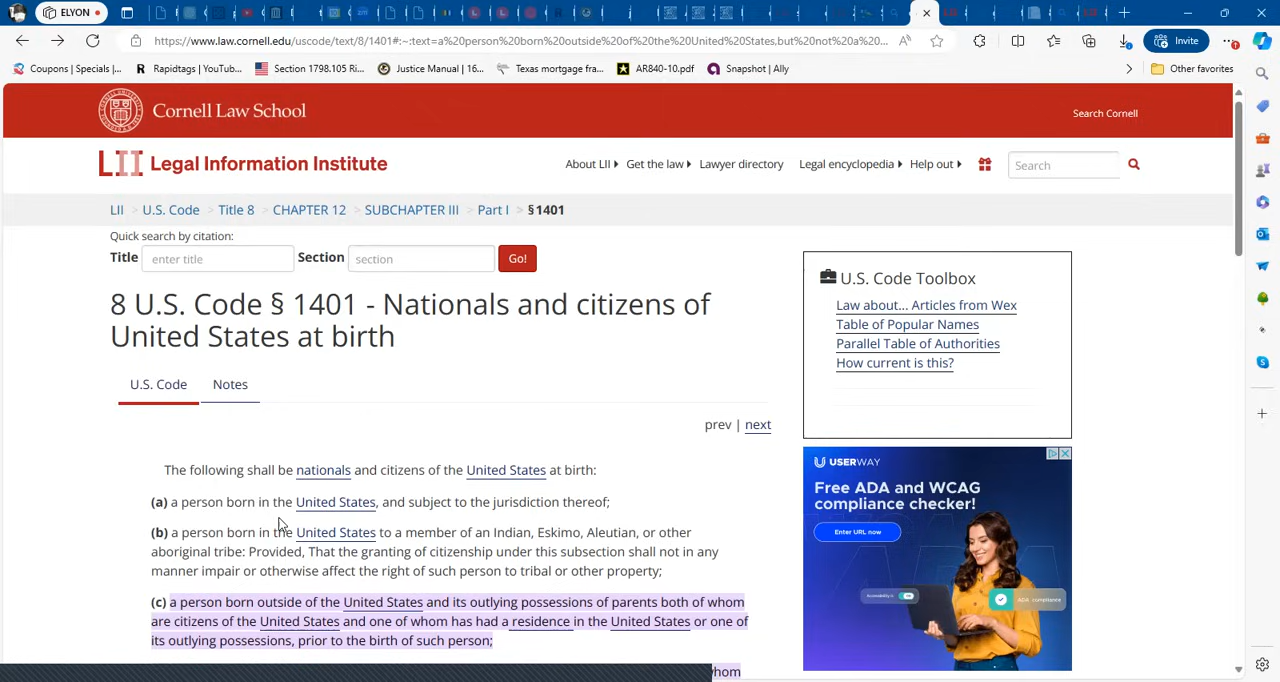 ELYON
https://www.law.cornell.edu/uscode/text/8/1401#:~:text=a%20person%20born%20outside%20of%20the%20United%20States,but%20not%20a%20...
Invite
Coupons | Specials |...
Rapidtags | YouTub...
Section 1798.105 Ri...
Justice Manual | 16...
Texas mortgage fra...
AR840-10.pdf
Snapshot | Ally
Other favorites
Cornell Law School
Search Cornell
LII Legal Information Institute
About LII Get the law Lawyer directory Legal encyclopedia Help out
Search
LII > U.S. Code > Title 8 > CHAPTER 12 > SUBCHAPTER III > Part I > § 1401
Quick search by citation:
Title enter title Section section Go!
8 U.S. Code § 1401 - Nationals and citizens of
United States at birth
U.S. Code Notes
prev | next
The following shall be nationals and citizens of the United States at birth:
(a) a person born in the United States, and subject to the jurisdiction thereof;
(b) a person born in the United States to a member of an Indian, Eskimo, Aleutian, or other
aboriginal tribe: Provided, That the granting of citizenship under this subsection shall not in any
manner impair or otherwise affect the right of such person to tribal or other property;
(c) a person born outside of the United States and its outlying possessions of parents both of whom
are citizens of the United States and one of whom has had a residence in the United States or one of
its outlying possessions, prior to the birth of such person;
whom
U.S. Code Toolbox
Law about... Articles from Wex
Table of Popular Names
Parallel Table of Authorities
How current is this?
USERWAY
Free ADA and WCAG
compliance checker!
Enter URL now
ADA compliance